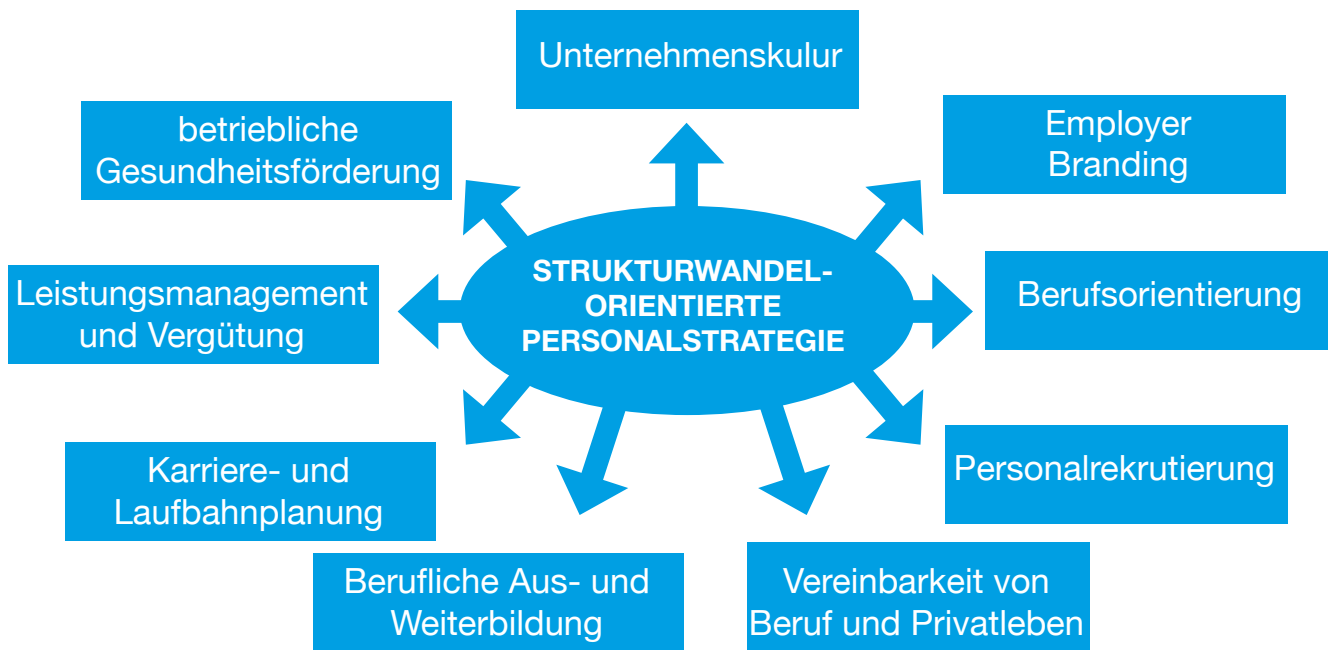 Unternehmenskulur
betriebliche
Gesundheitsförderung
Employer
Branding
STRUKTURWANDEL-
ORIENTIERTE
PERSONALSTRATEGIE
Leistungsmanagement
und Vergütung
Berufsorientierung
Karriere- und
Laufbahnplanung
Personalrekrutierung
Berufliche Aus- und
Weiterbildung
Vereinbarkeit von
Beruf und Privatleben